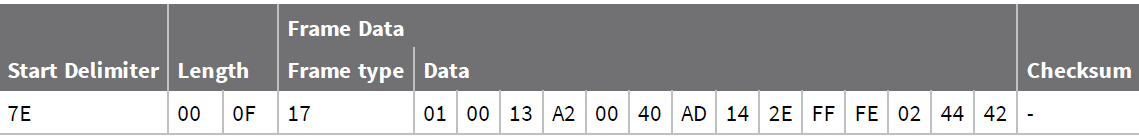 Frame Data
Start Delimiter Length Frame type Data Checksum
7E 00 0F 17 01 00 13 A2 00 40 AD 14 2E FF FE 02 44 42 -